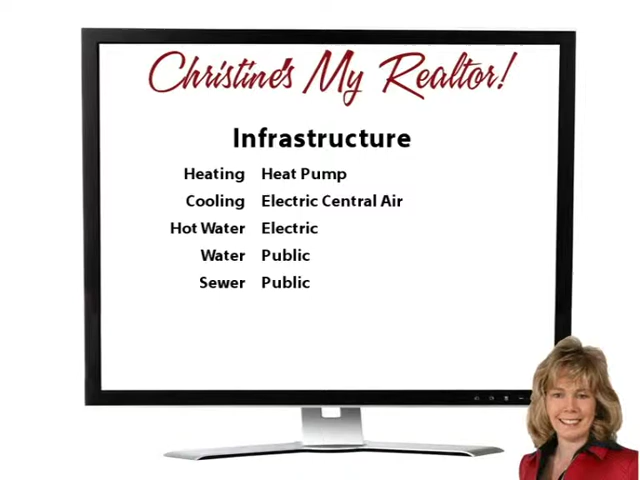 Christine's My Realtor!
Infrastructure
Heating Heat Pump
Cooling Electric Central Air
Hot Water Electric
Water Public
Sewer Public